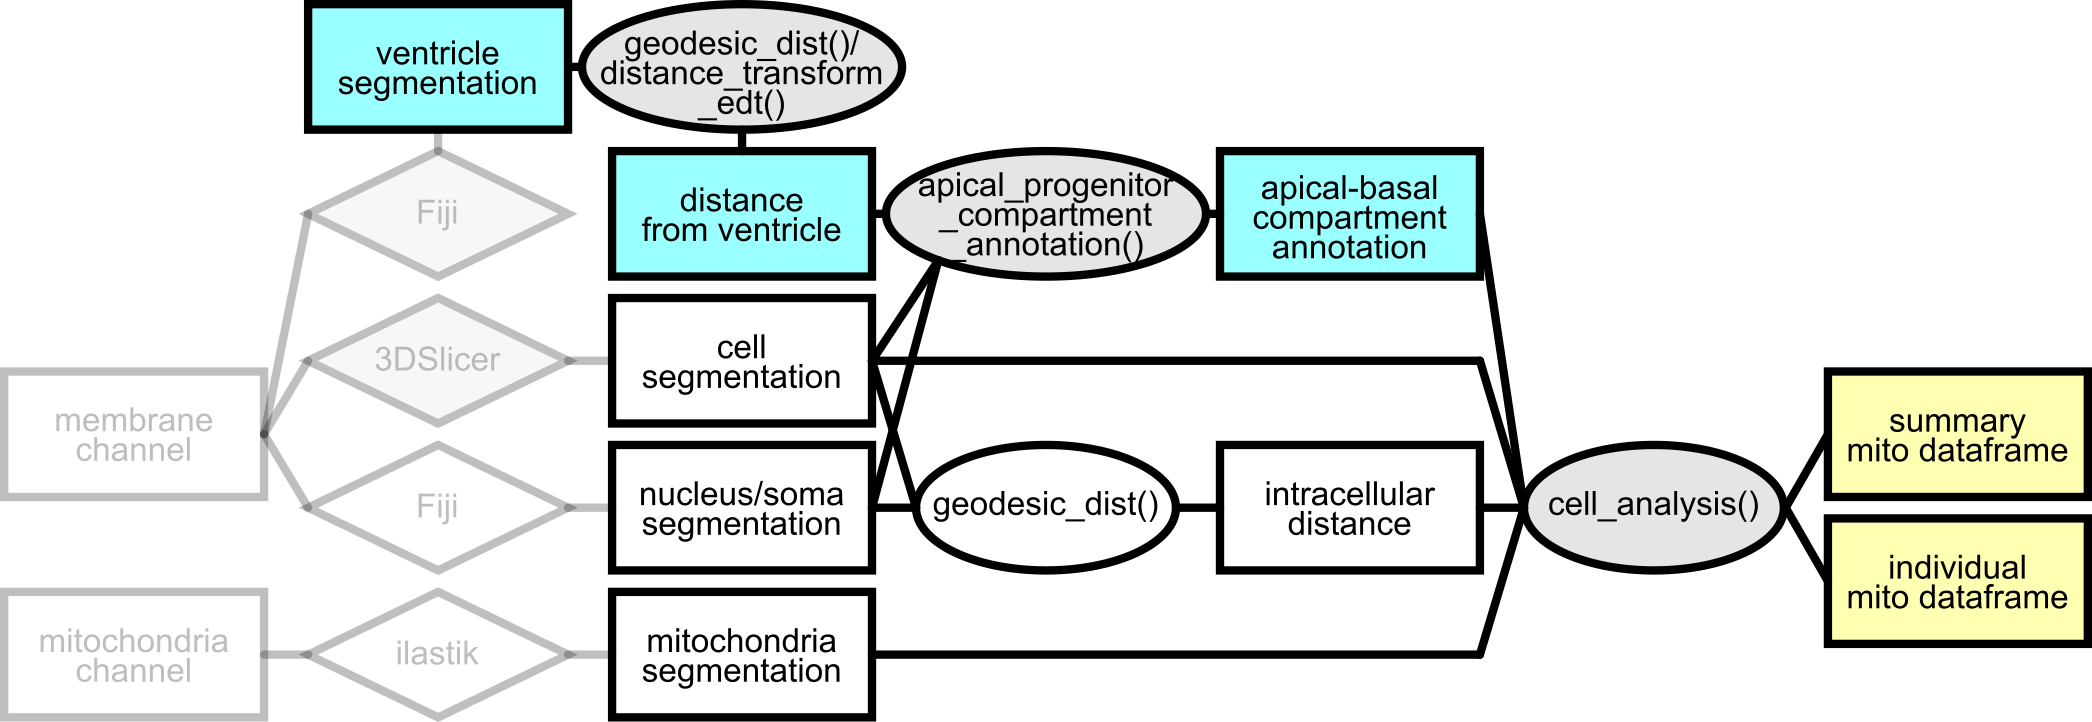 ventricle
segmentation
geodesic_dist()/
distance_transform
_edt()
Fiji
distance
from ventricle
apical_progenitor
_compartment
_annotation()
apical-basal
compartment
annotation
3DSlicer
cell
segmentation
membrane
channel
Fiji
nucleus/soma
segmentation
geodesic_dist()
intracellular
distance
cell_analysis()
summary
mito dataframe
individual
mito dataframe
mitochondria
channel
ilastik
mitochondria
segmentation